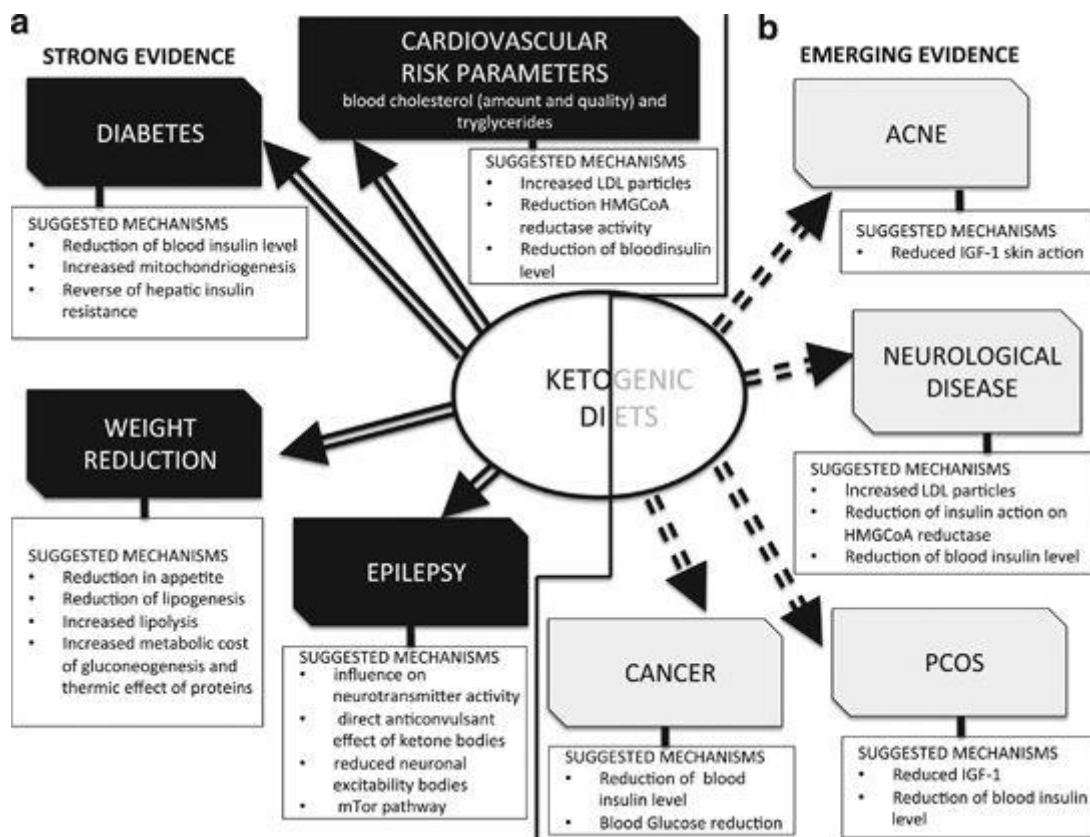 a
STRONG EVIDENCE
DIABETES
SUGGESTED MECHANISMS
• Reduction of blood insulin level
• Increased mitochondriogenesis
• Reverse of hepatic insulin
resistance
CARDIOVASCULAR
RISK PARAMETERS
blood cholesterol (amount and quality) and
tryglycerides
SUGGESTED MECHANISMS
• Increased LDL particles
• Reduction HMGCoA
reductase activity
• Reduction of bloodinsulin
level
WEIGHT
REDUCTION
SUGGESTED MECHANISMS
• Reduction in appetite
• Reduction of lipogenesis
• Increased lipolysis
• Increased metabolic cost
of gluconeogenesis and
thermic effect of proteins
EPILEPSY
SUGGESTED MECHANISMS
• influence on
neurotransmitter activity
• direct anticonvulsant
effect of ketone bodies
• reduced neuronal
excitability bodies
• mTor pathway
KETOGENIC
DIETS
b
EMERGING EVIDENCE
ACNE
SUGGESTED MECHANISMS
• Reduced IGF-1 skin action
NEUROLOGICAL
DISEASE
SUGGESTED MECHANISMS
• Increased LDL particles
• Reduction of insulin action on
HMGCoA reductase
• Reduction of blood insulin level
CANCER
SUGGESTED MECHANISMS
• Reduction of blood
insulin level
• Blood Glucose reduction
PCOS
SUGGESTED MECHANISMS
• Reduced IGF-1
• Reduction of blood insulin
level